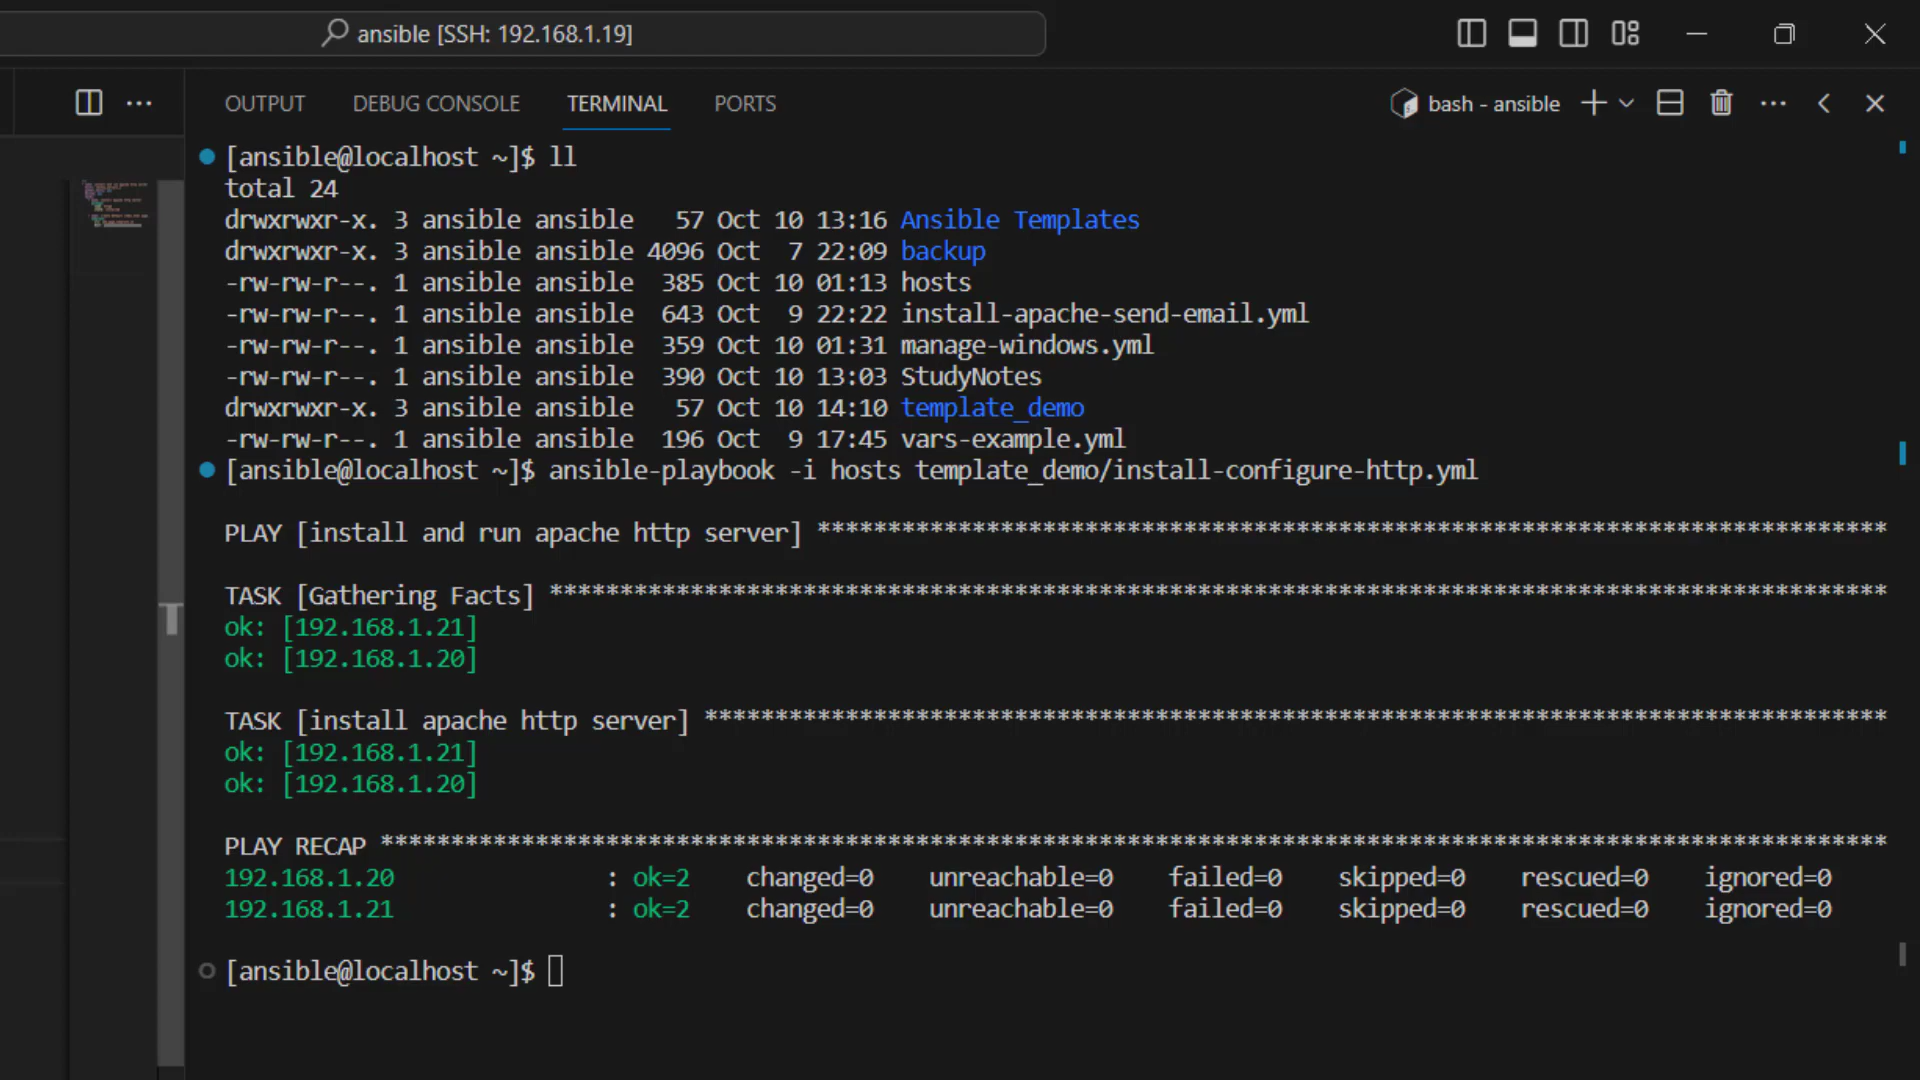 ansible [SSH: 192.168.1.19]
OUTPUT DEBUG CONSOLE TERMINAL PORTS bash - ansible
[ansible@localhost ~]$ ll
total 24
drwxrwxr-x. 3 ansible ansible   57 Oct 10 13:16 Ansible Templates
drwxrwxr-x. 3 ansible ansible 4096 Oct  7 22:09 backup
-rw-rw-r--. 1 ansible ansible  385 Oct 10 01:13 hosts
-rw-rw-r--. 1 ansible ansible  643 Oct  9 22:22 install-apache-send-email.yml
-rw-rw-r--. 1 ansible ansible  359 Oct 10 01:31 manage-windows.yml
-rw-rw-r--. 1 ansible ansible  390 Oct 10 13:03 StudyNotes
drwxrwxr-x. 3 ansible ansible   57 Oct 10 14:10 template_demo
-rw-rw-r--. 1 ansible ansible  196 Oct  9 17:45 vars-example.yml
[ansible@localhost ~]$ ansible-playbook -i hosts template_demo/install-configure-http.yml
PLAY [install and run apache http server] ****************************************************************************
TASK [Gathering Facts] ***********************************************************************************************
ok: [192.168.1.21]
ok: [192.168.1.20]
TASK [install apache http server] ************************************************************************************
ok: [192.168.1.21]
ok: [192.168.1.20]
PLAY RECAP ***********************************************************************************************************
192.168.1.20               : ok=2    changed=0    unreachable=0    failed=0    skipped=0    rescued=0    ignored=0
192.168.1.21               : ok=2    changed=0    unreachable=0    failed=0    skipped=0    rescued=0    ignored=0
[ansible@localhost ~]$